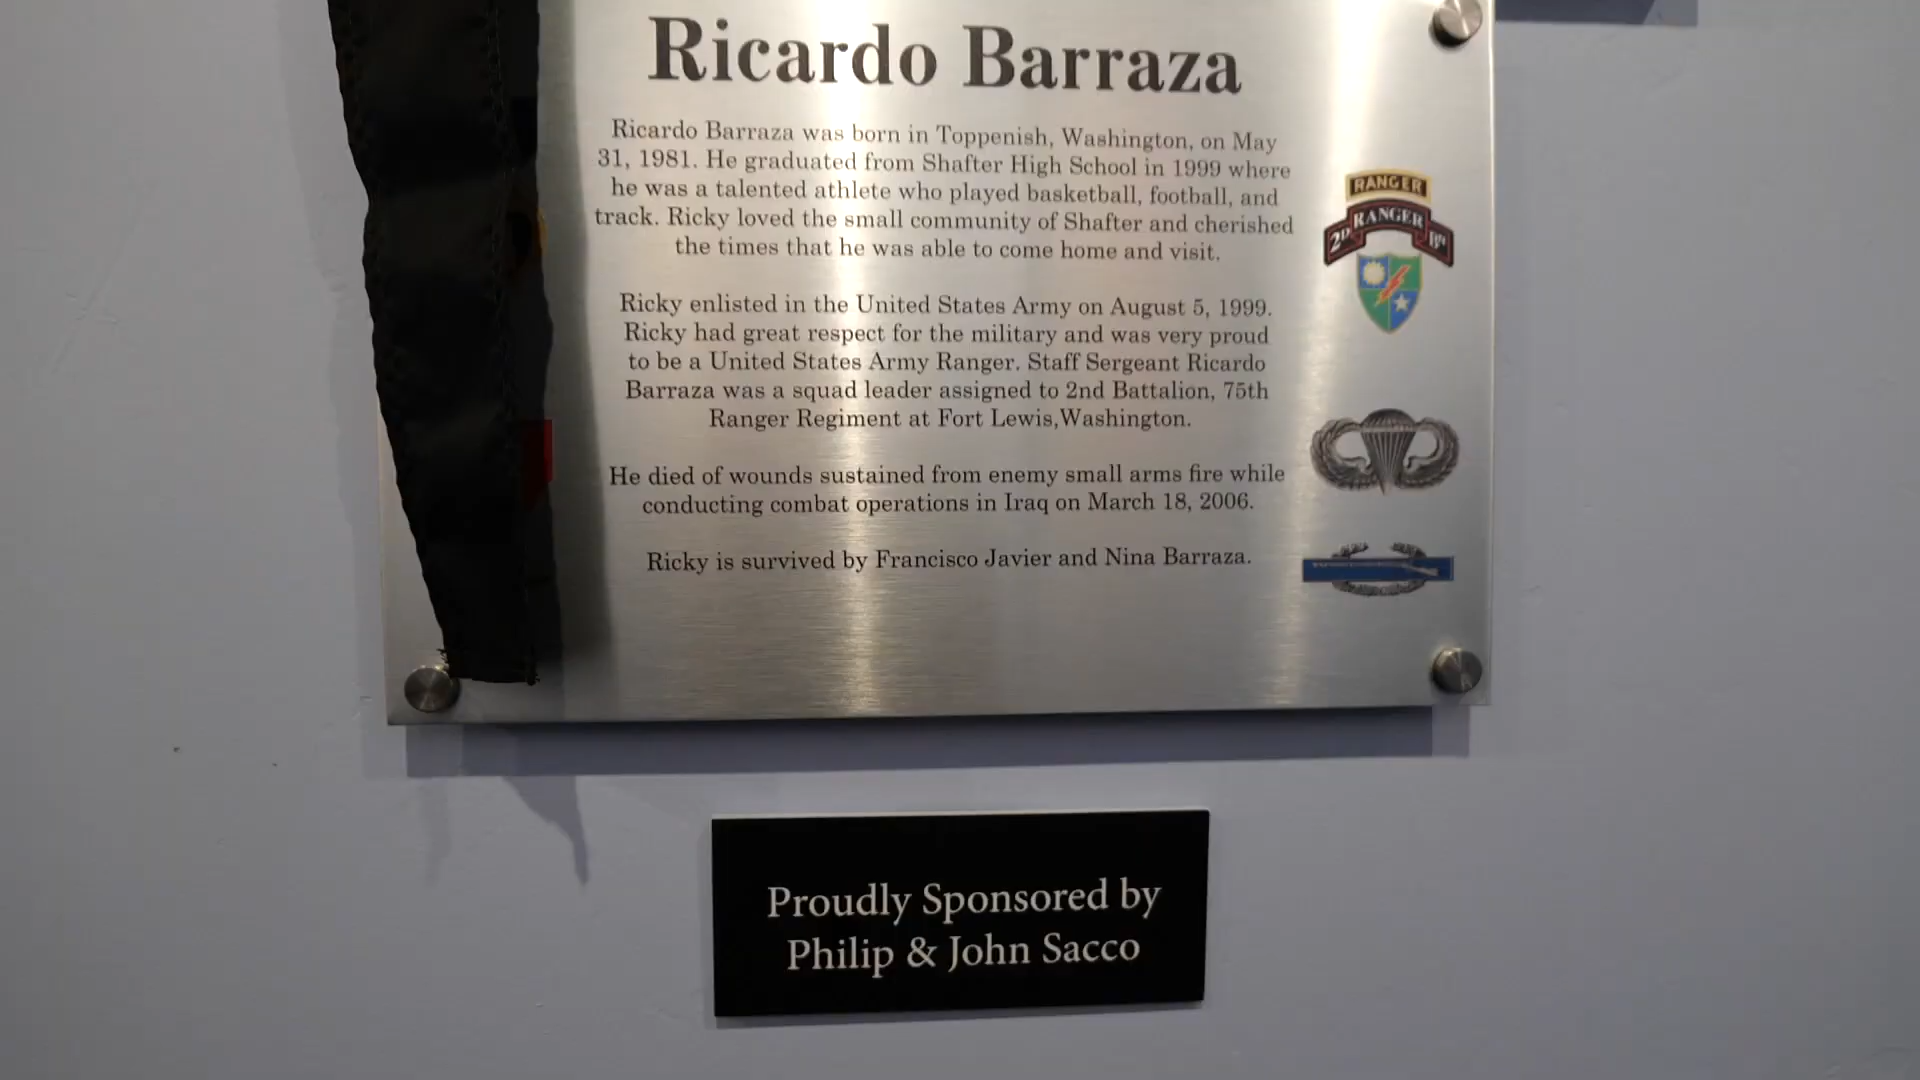 Ricardo Barraza
Ricardo Barraza was born in Toppenish, Washington, on May
31, 1981. He graduated from Shafter High School in 1999 where
he was a talented athlete who played basketball, football, and
track. Ricky loved the small community of Shafter and cherished
the times that he was able to come home and visit.
Ricky enlisted in the United States Army on August 5, 1999.
Ricky had great respect for the military and was very proud
to be a United States Army Ranger. Staff Sergeant Ricardo
Barraza was a squad leader assigned to 2nd Battalion, 75th
Ranger Regiment at Fort Lewis,Washington.
He died of wounds sustained from enemy small arms fire while
conducting combat operations in Iraq on March 18, 2006.
Ricky is survived by Francisco Javier and Nina Barraza.
RANGER
2D RANGER BN
Proudly Sponsored by
Philip & John Sacco